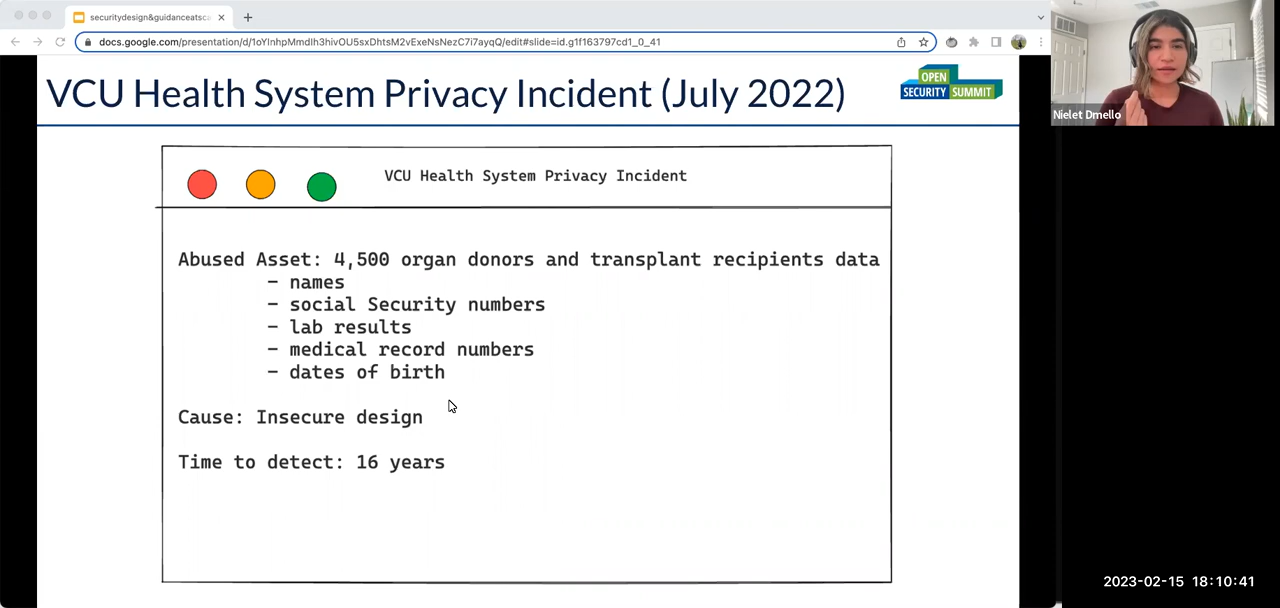 securitydesign&guidanceatsca
docs.google.com/presentation/d/1oYInhpMmdIh3hivOU5sxDhtsM2vExeNsNezC7i7ayqQ/edit#slide=id.g1f163797cd1_0_41
VCU Health System Privacy Incident (July 2022)
OPEN
SECURITY SUMMIT
Nielet Dmello
VCU Health System Privacy Incident
Abused Asset: 4,500 organ donors and transplant recipients data
- names
- social Security numbers
- lab results
- medical record numbers
- dates of birth
Cause: Insecure design
Time to detect: 16 years
2023-02-15 18:10:41